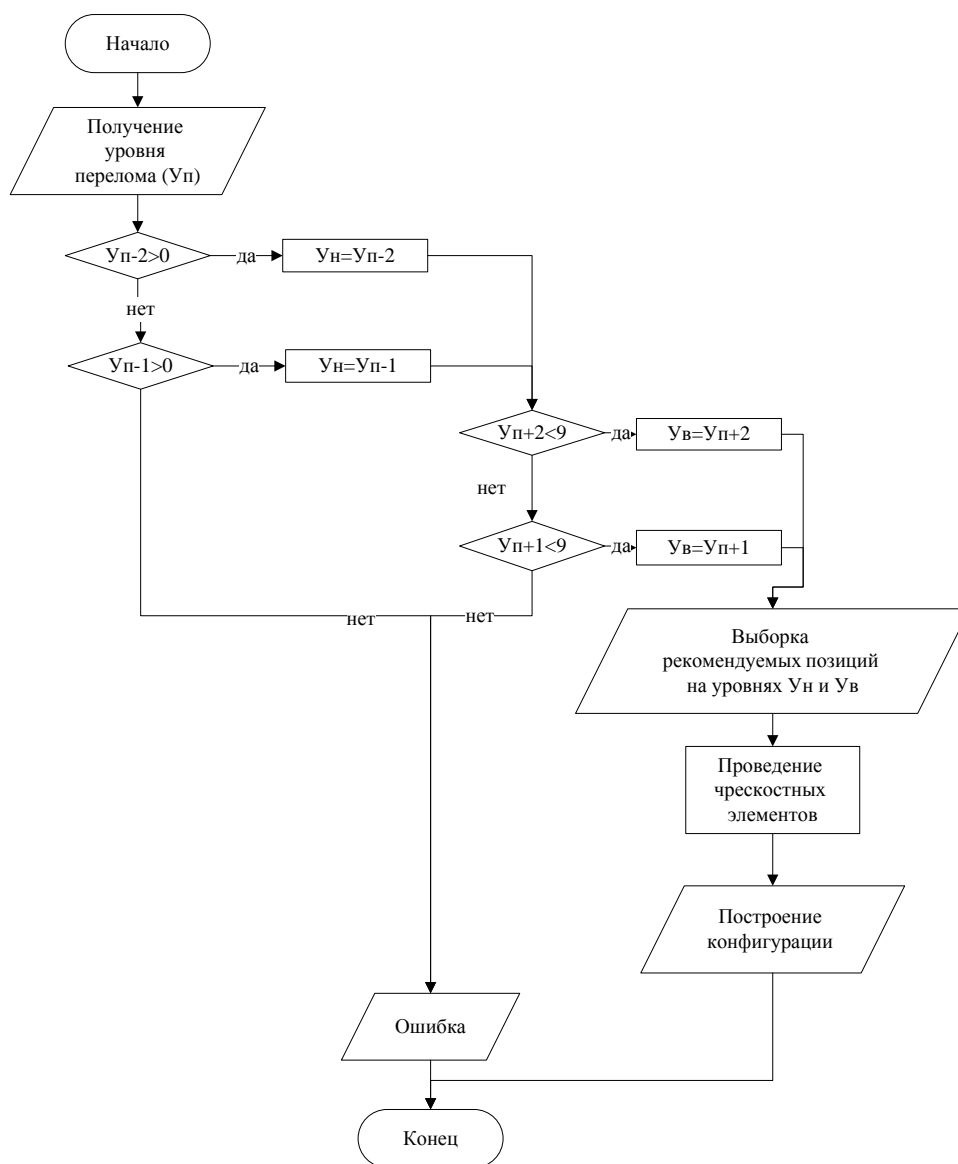 Начало
Получение
уровня
перелома (Уп)
Уп-2>0
да
Ун=Уп-2
нет
Уп-1>0
да
Ун=Уп-1
Уп+2<9
да
Ув=Уп+2
нет
Уп+1<9
да
Ув=Уп+1
нет
нет
Выборка
рекомендуемых позиций
на уровнях Ун и Ув
Проведение
чрескостных
элементов
Построение
конфигурации
Ошибка
Конец